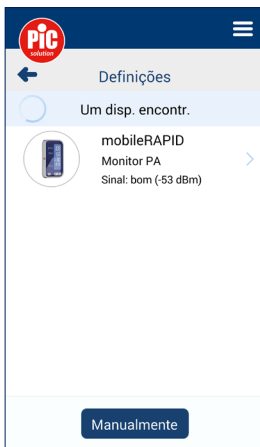 PiC
solution
Definições
Um disp. encontr.
mobileRAPID
Monitor PA
Sinal: bom (-53 dBm)
Manualmente